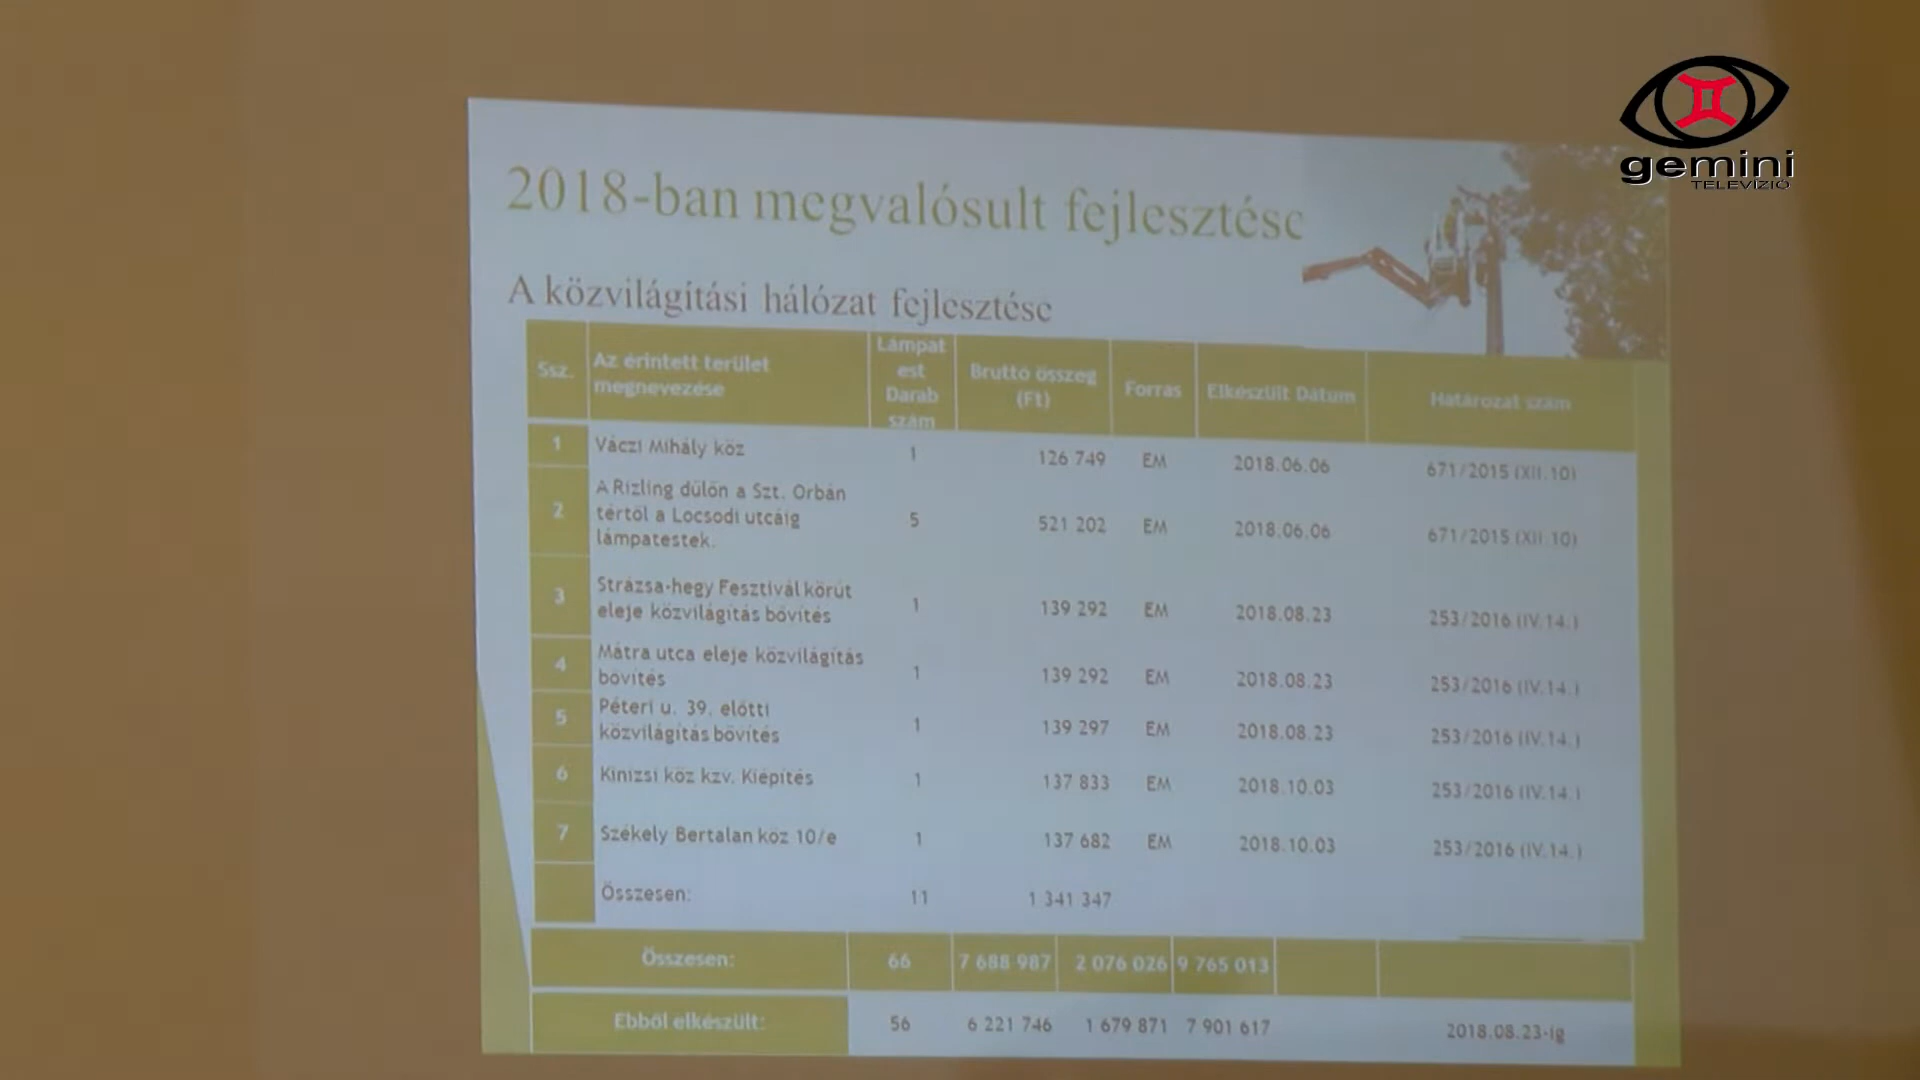 gemini
TELEVÍZIÓ
2018-ban megvalósult fejlesztése
A közvilágítási hálózat fejlesztése
Ssz.
Az érintett terület
megnevezése
Lámpat
est
Darab
szám
Bruttó összeg
(Ft)
Forrás
Elkészült Dátum
Határozat szám
1 Váczi Mihály köz 1 126 749 EM 2018.06.06 671/2015 (XII.10)
A Rizling dűlőn a Szt. Orbán
2 tértől a Locsodi utcáig 5 521 202 EM 2018.06.06 671/2015 (XII.10)
lámpatestek.
3 Strázsa-hegy Fesztivál körút 1 139 292 EM 2018.08.23 253/2016 (IV.14.)
eleje közvilágítás bővítés
4 Mátra utca eleje közvilágítás 1 139 292 EM 2018.08.23 253/2016 (IV.14.)
bővítés
5 Péteri u. 39. előtti 1 139 297 EM 2018.08.23 253/2016 (IV.14.)
közvilágítás bővítés
6 Kinizsi köz kzv. Kiépítés 1 137 833 EM 2018.10.03 253/2016 (IV.14.)
7 Székely Bertalan köz 10/e 1 137 682 EM 2018.10.03 253/2016 (IV.14.)
Összesen: 11 1 341 347
Összesen: 66 7 688 987 2 076 026 9 765 013
Ebből elkészült: 56 6 221 746 1 679 871 7 901 617 2018.08.23-ig